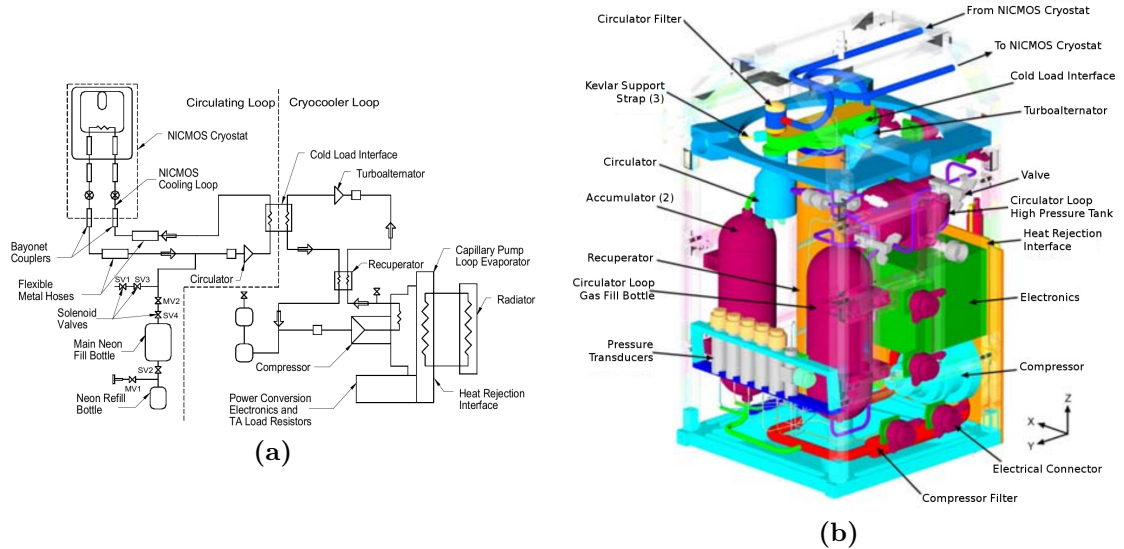 Circulating Loop
Cryocooler Loop
NICMOS Cryostat
Cold Load Interface
Turboalternator
NICMOS
Cooling Loop
Bayonet
Couplers
Circulator
Recuperator
Capillary Pump
Loop Evaporator
Flexible
Metal Hoses
SV1
SV3
Radiator
Solenoid
Valves
MV2
SV4
Main Neon
Fill Bottle
Compressor
SV2
MV1
Neon Refill
Bottle
Power Conversion
Electronics and
TA Load Resistors
Heat Rejection
Interface
(a)
Circulator Filter
From NICMOS Cryostat
To NICMOS Cryostat
Kevlar Support
Strap (3)
Cold Load Interface
Turboalternator
Circulator
Accumulator (2)
Valve
Circulator Loop
High Pressure Tank
Recuperator
Heat Rejection
Interface
Circulator Loop
Gas Fill Bottle
Electronics
Pressure
Transducers
Compressor
Z
X
Y
Electrical Connector
Compressor Filter
(b)